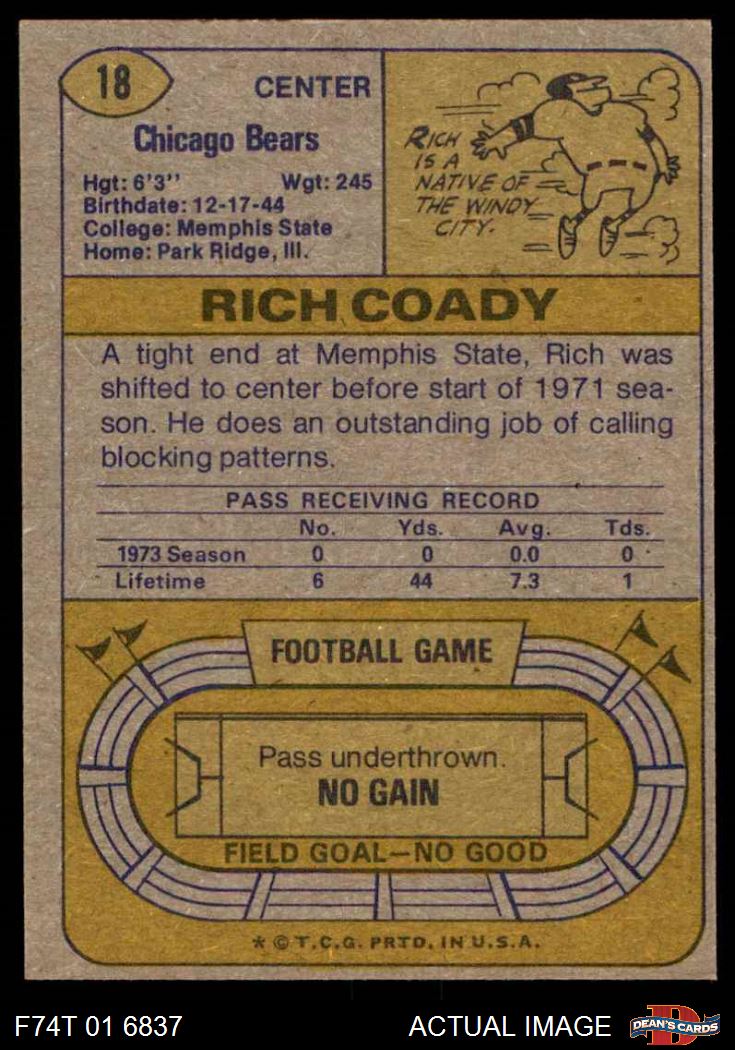 18
CENTER
Chicago Bears
Hgt: 6'3" Wgt: 245
Birthdate: 12-17-44
College: Memphis State
Home: Park Ridge, Ill.
RICH
IS A
NATIVE OF
THE WINDY
CITY.
RICH COADY
A tight end at Memphis State, Rich was
shifted to center before start of 1971 sea-
son. He does an outstanding job of calling
blocking patterns.
PASS RECEIVING RECORD
No. Yds. Avg. Tds.
1973 Season 0 0 0.0 0
Lifetime 6 44 7.3 1
FOOTBALL GAME
Pass underthrown.
NO GAIN
FIELD GOAL—NO GOOD
* © T.C.G. PRTD. IN U.S.A.
F74T 01 6837 ACTUAL IMAGE
D
DEAN'S CARDS